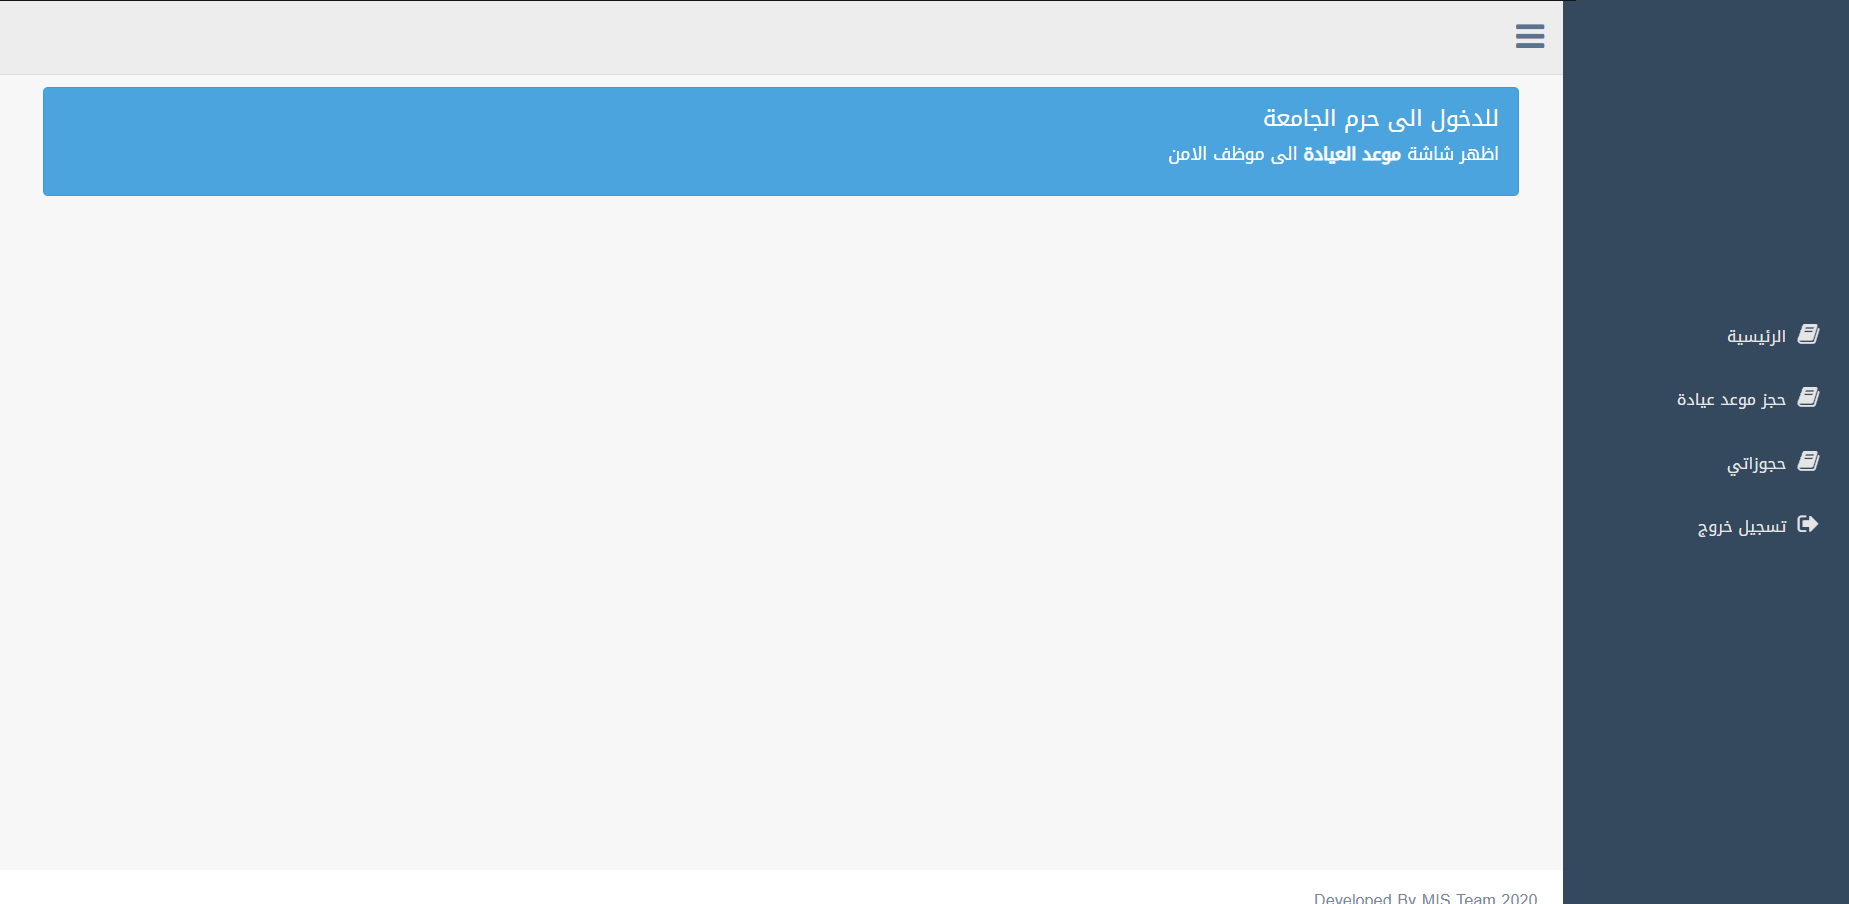 للدخول الى حرم الجامعة
اظهر شاشة موعد العيادة الى موظف الامن
الرئيسية
حجز موعد عيادة
حجوزاتي
تسجيل خروج
Developed By MIS Team 2020